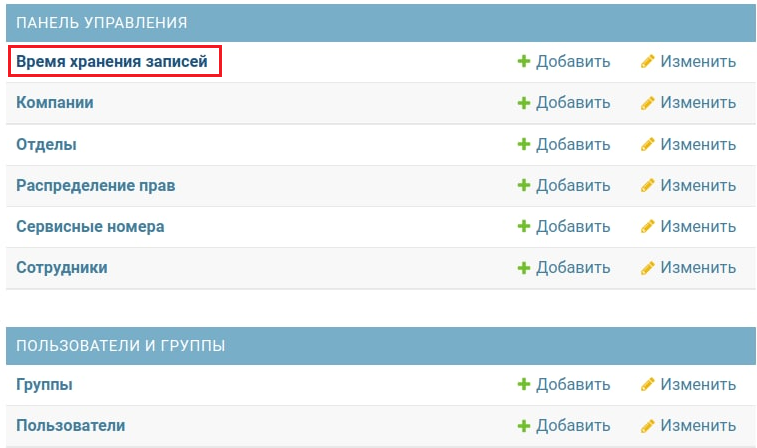 ПАНЕЛЬ УПРАВЛЕНИЯ
Время хранения записей Добавить Изменить
Компании Добавить Изменить
Отделы Добавить Изменить
Распределение прав Добавить Изменить
Сервисные номера Добавить Изменить
Сотрудники Добавить Изменить
ПОЛЬЗОВАТЕЛИ И ГРУППЫ
Группы Добавить Изменить
Пользователи Добавить Изменить